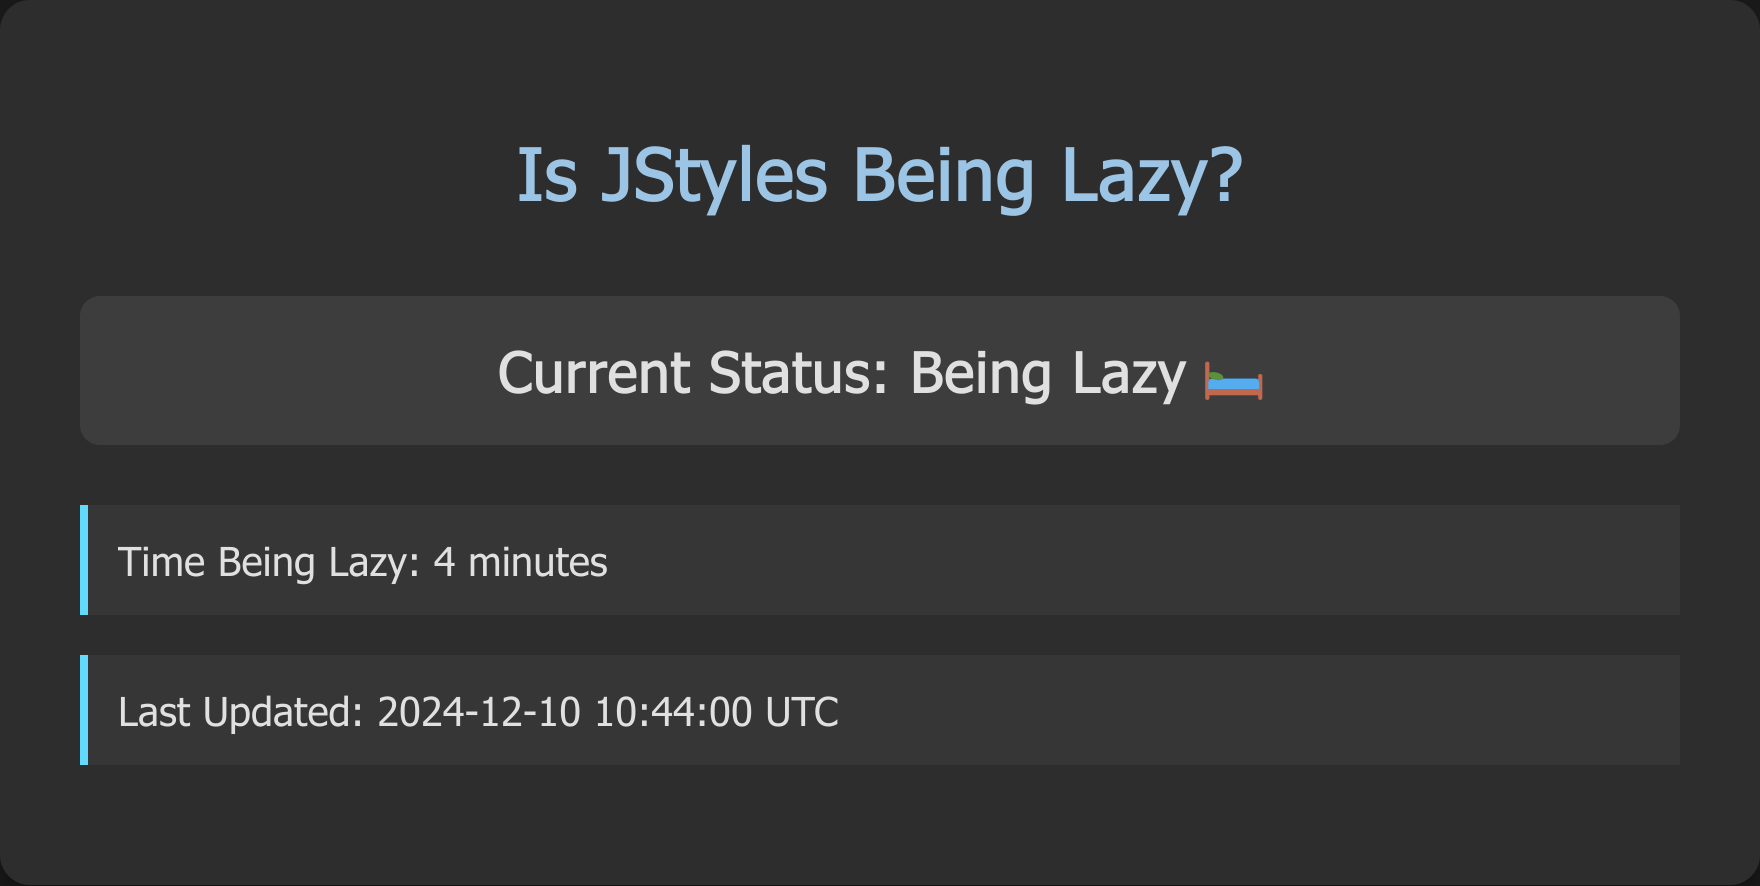 Is JStyles Being Lazy?
Current Status: Being Lazy 🛏️
Time Being Lazy: 4 minutes
Last Updated: 2024-12-10 10:44:00 UTC